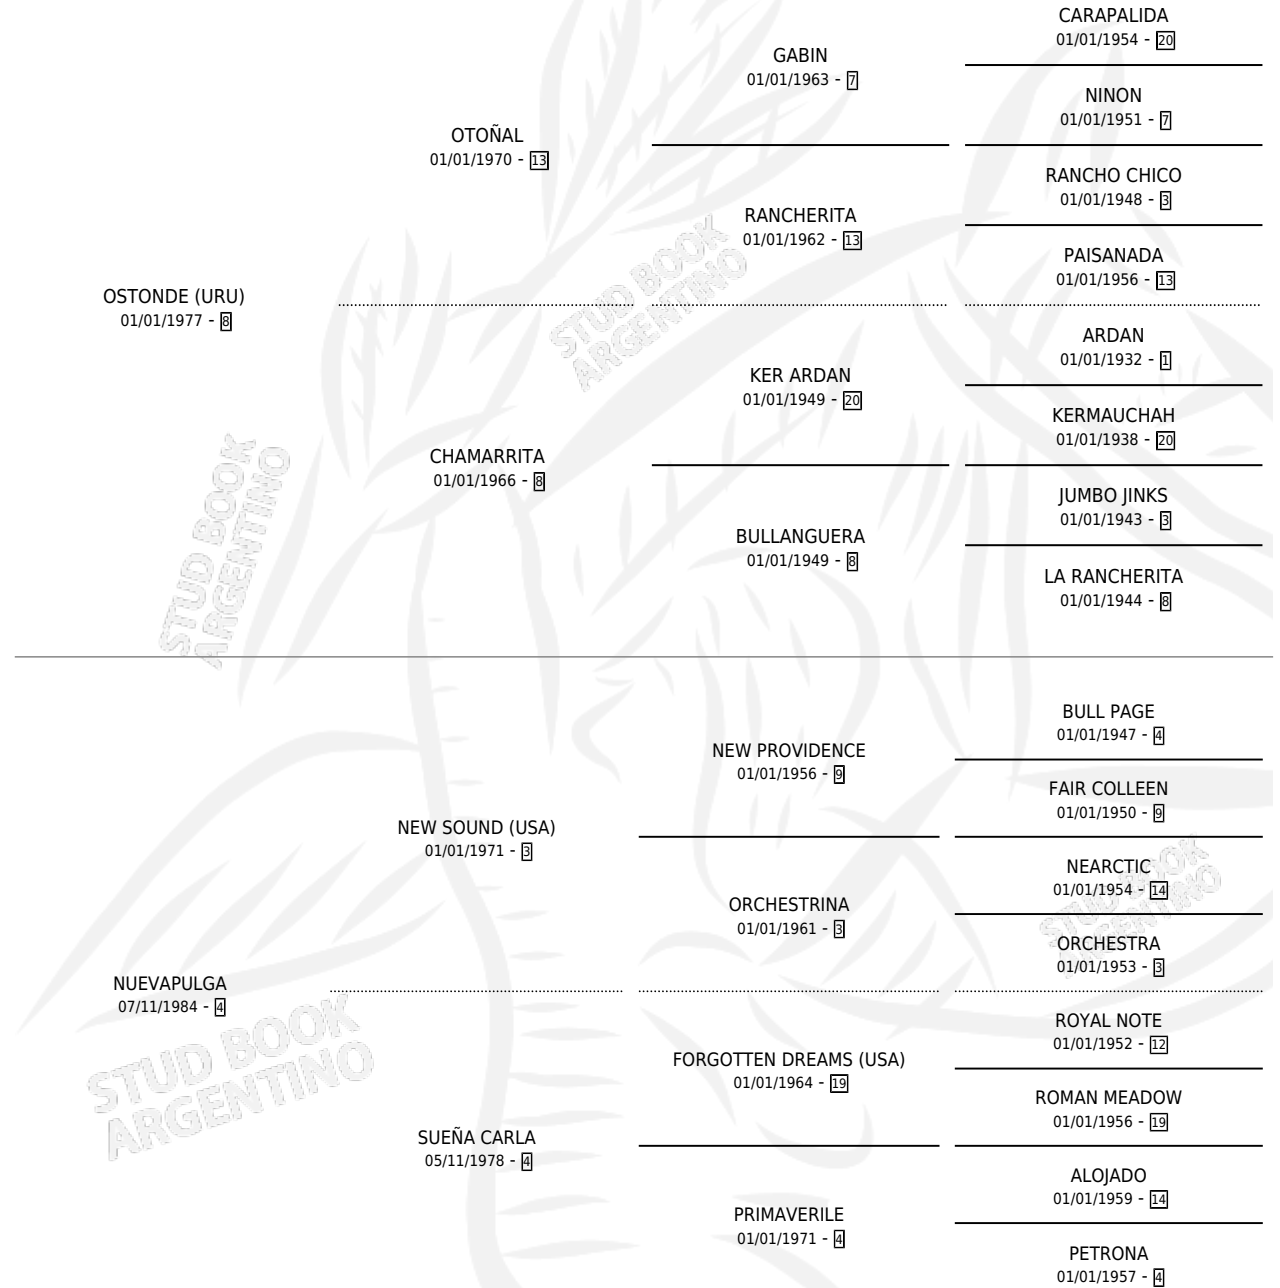 CARAPALIDA
01/01/1954 - 20
GABIN
01/01/1963 - 7
NINON
01/01/1951 - 7
OTOÑAL
01/01/1970 - 13
RANCHO CHICO
01/01/1948 - 3
RANCHERITA
01/01/1962 - 13
PAISANADA
01/01/1956 - 13
OSTONDE (URU)
01/01/1977 - 8
ARDAN
01/01/1932 - 1
KER ARDAN
01/01/1949 - 20
KERMAUCHAH
01/01/1938 - 20
CHAMARRITA
01/01/1966 - 8
JUMBO JINKS
01/01/1943 - 3
BULLANGUERA
01/01/1949 - 8
LA RANCHERITA
01/01/1944 - 8
BULL PAGE
01/01/1947 - 4
NEW PROVIDENCE
01/01/1956 - 9
FAIR COLLEEN
01/01/1950 - 9
NEW SOUND (USA)
01/01/1971 - 3
NEARCTIC
01/01/1954 - 14
ORCHESTRINA
01/01/1961 - 3
ORCHESTRA
01/01/1953 - 3
NUEVAPULGA
07/11/1984 - 4
ROYAL NOTE
01/01/1952 - 12
FORGOTTEN DREAMS (USA)
01/01/1964 - 19
ROMAN MEADOW
01/01/1956 - 19
SUEÑA CARLA
05/11/1978 - 4
ALOJADO
01/01/1959 - 14
PRIMAVERILE
01/01/1971 - 4
PETRONA
01/01/1957 - 4
STUD BOOK
ARGENTINO
STUD BOOK
ARGENTINO
STUD BOOK
ARGENTINO
STUD BOOK
ARGENTINO